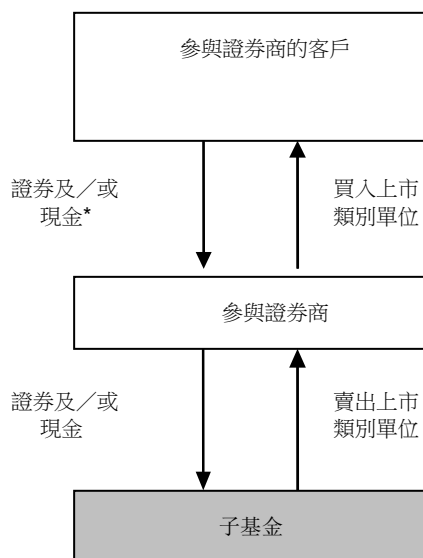 參與證券商的客戶
證券及／或
現金*
買入上市
類別單位
參與證券商
證券及／或
現金
賣出上市
類別單位
子基金